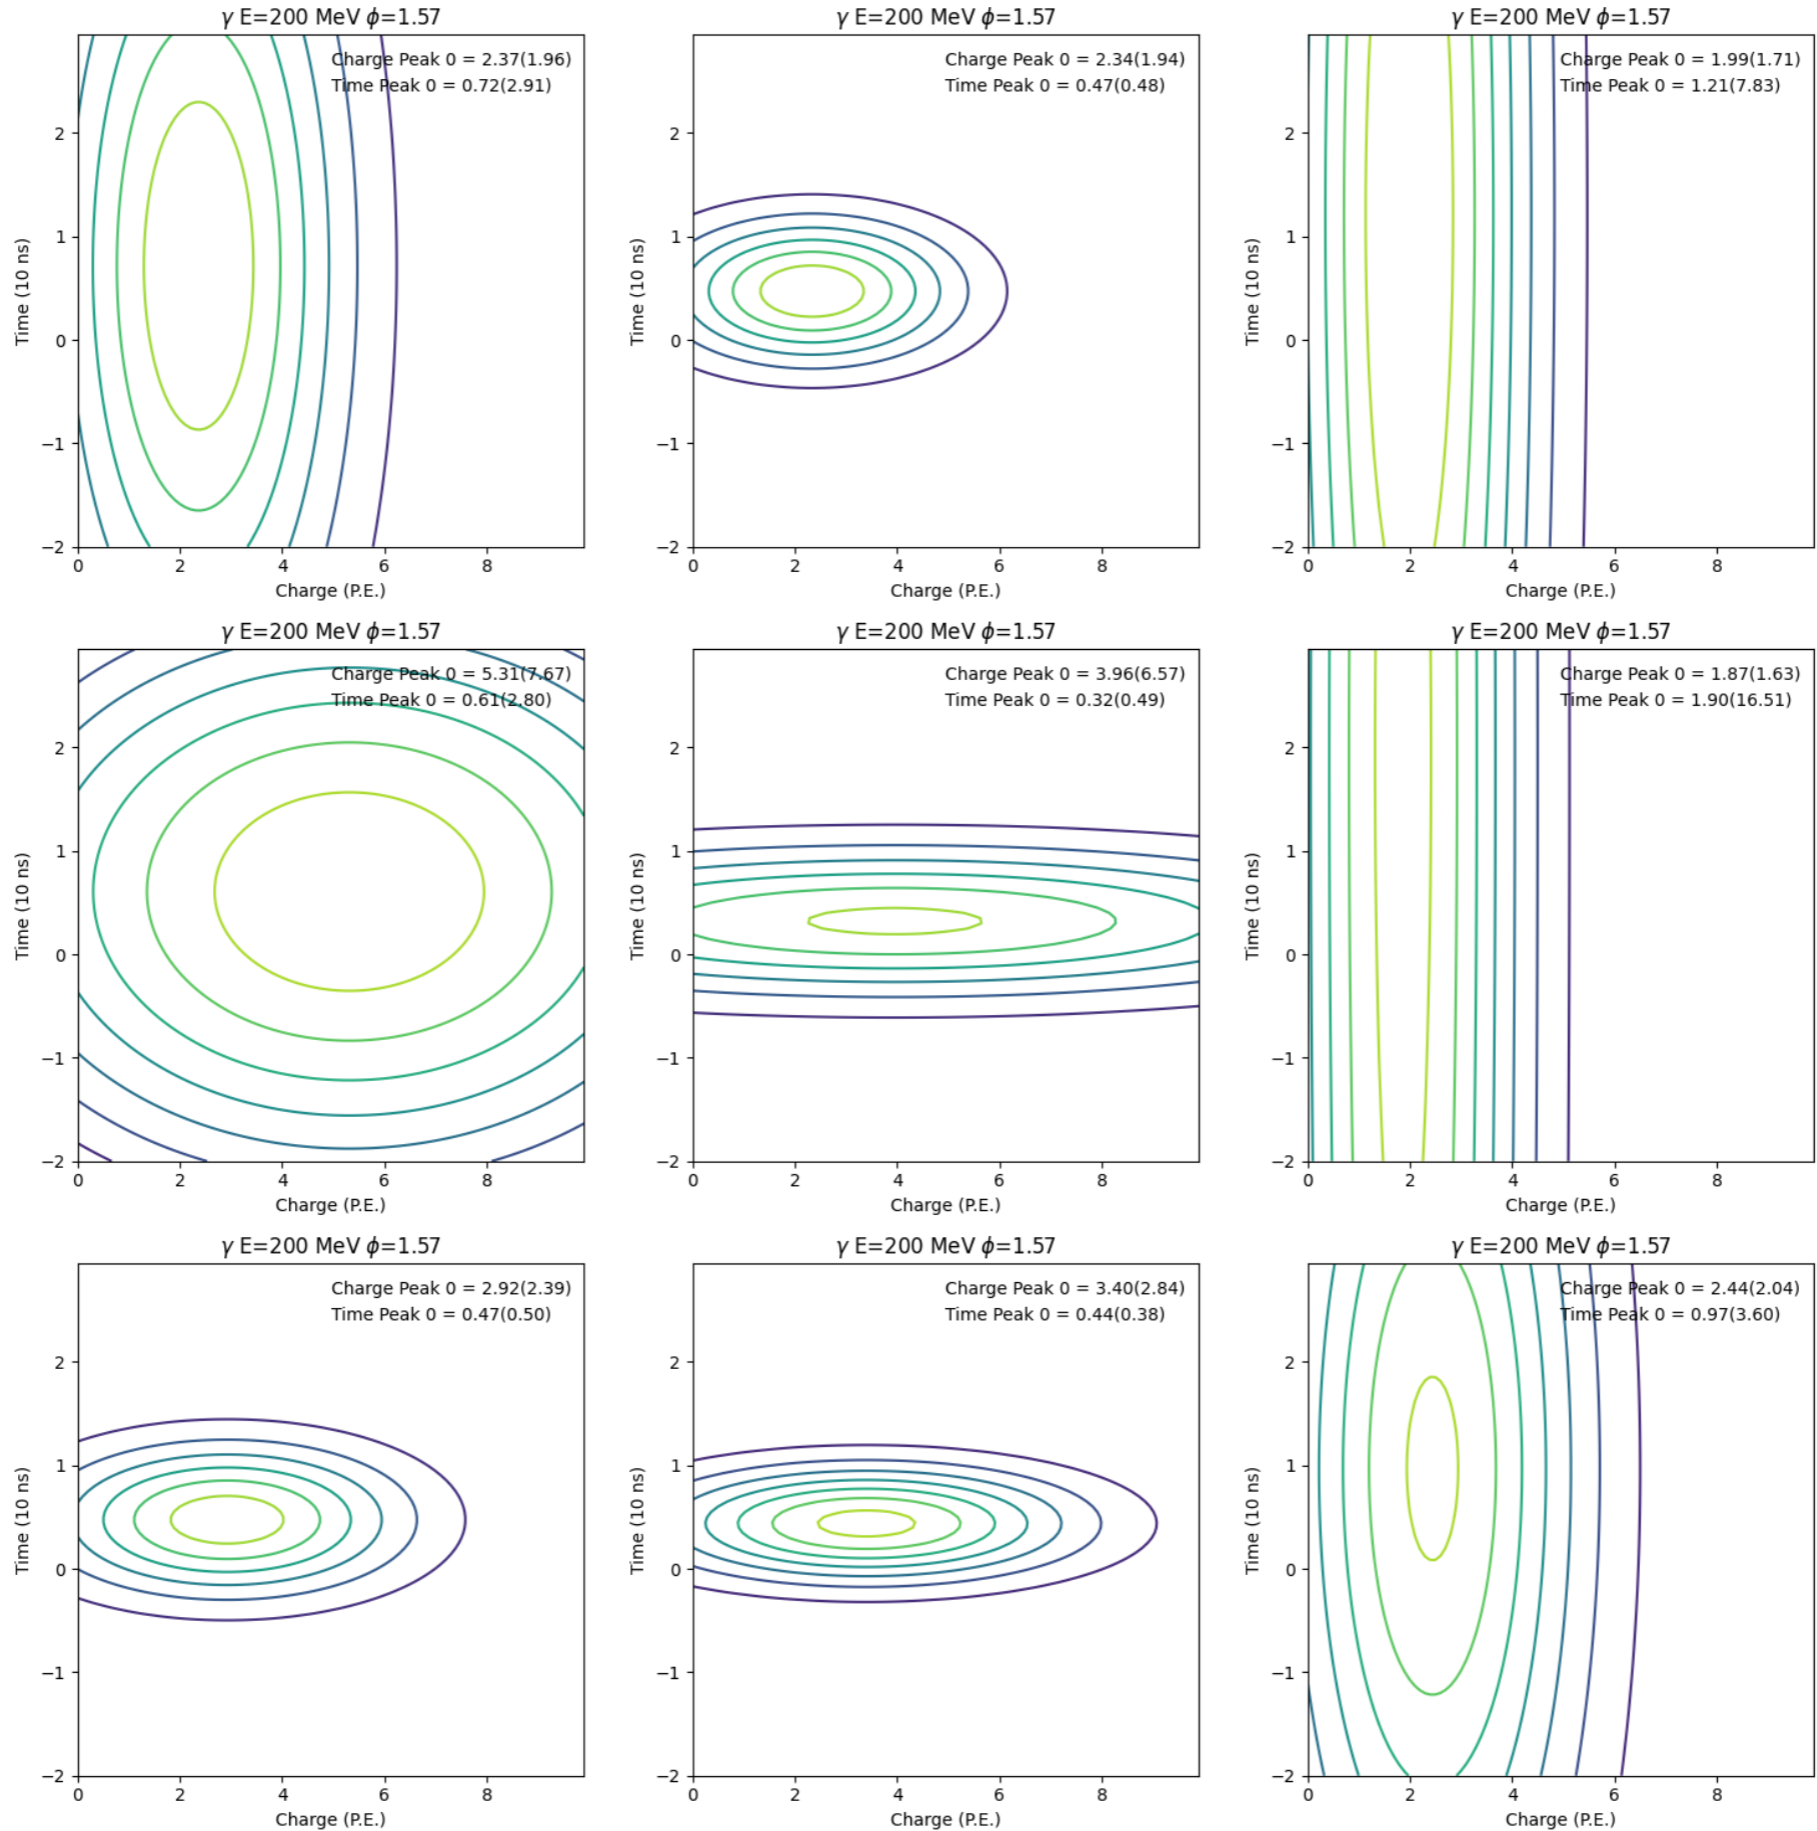 γ E=200 MeV ϕ=1.57
Charge Peak 0 = 2.37(1.96)
Time Peak 0 = 0.72(2.91)
Time (10 ns)
2
1
0
−1
−2
0 2 4 6 8
Charge (P.E.)
γ E=200 MeV ϕ=1.57
Charge Peak 0 = 2.34(1.94)
Time Peak 0 = 0.47(0.48)
Time (10 ns)
2
1
0
−1
−2
0 2 4 6 8
Charge (P.E.)
γ E=200 MeV ϕ=1.57
Charge Peak 0 = 1.99(1.71)
Time Peak 0 = 1.21(7.83)
Time (10 ns)
2
1
0
−1
−2
0 2 4 6 8
Charge (P.E.)
γ E=200 MeV ϕ=1.57
Charge Peak 0 = 5.31(7.67)
Time Peak 0 = 0.61(2.80)
Time (10 ns)
2
1
0
−1
−2
0 2 4 6 8
Charge (P.E.)
γ E=200 MeV ϕ=1.57
Charge Peak 0 = 3.96(6.57)
Time Peak 0 = 0.32(0.49)
Time (10 ns)
2
1
0
−1
−2
0 2 4 6 8
Charge (P.E.)
γ E=200 MeV ϕ=1.57
Charge Peak 0 = 1.87(1.63)
Time Peak 0 = 1.90(16.51)
Time (10 ns)
2
1
0
−1
−2
0 2 4 6 8
Charge (P.E.)
γ E=200 MeV ϕ=1.57
Charge Peak 0 = 2.92(2.39)
Time Peak 0 = 0.47(0.50)
Time (10 ns)
2
1
0
−1
−2
0 2 4 6 8
Charge (P.E.)
γ E=200 MeV ϕ=1.57
Charge Peak 0 = 3.40(2.84)
Time Peak 0 = 0.44(0.38)
Time (10 ns)
2
1
0
−1
−2
0 2 4 6 8
Charge (P.E.)
γ E=200 MeV ϕ=1.57
Charge Peak 0 = 2.44(2.04)
Time Peak 0 = 0.97(3.60)
Time (10 ns)
2
1
0
−1
−2
0 2 4 6 8
Charge (P.E.)